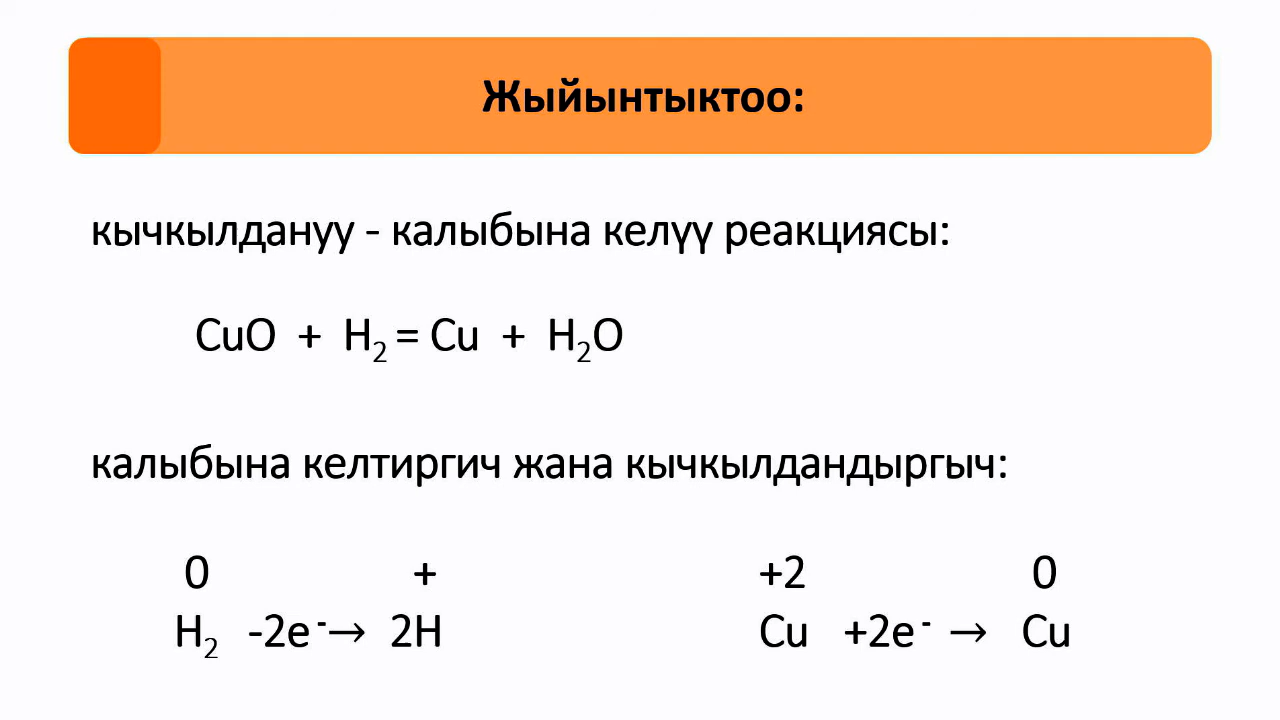 Жыйынтыктоо:
кычкылдануу - калыбына келүү реакциясы:
CuO + H₂ = Cu + H₂O
калыбына келтиргич жана кычкылдандыргыч:
0 + +2 0
H₂ -2e⁻→ 2H Cu +2e⁻ → Cu